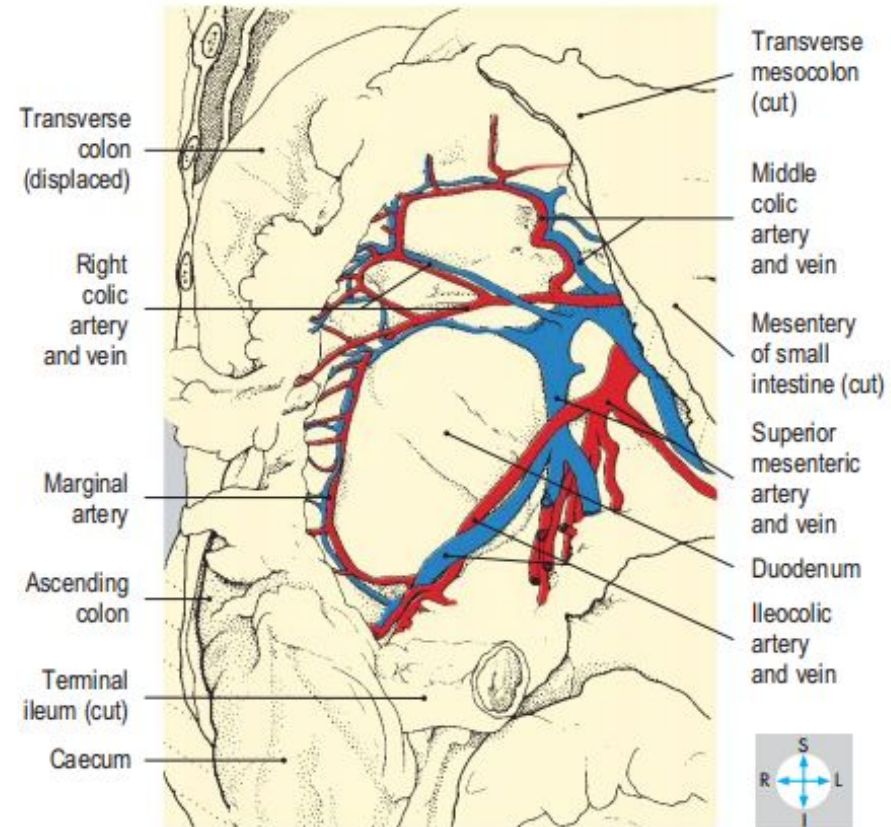 Transverse
colon
(displaced)
Right
colic
artery
and vein
Marginal
artery
Ascending
colon
Terminal
ileum (cut)
Caecum
Transverse
mesocolon
(cut)
Middle
colic
artery
and vein
Mesentery
of small
intestine (cut)
Superior
mesenteric
artery
and vein
Duodenum
Ileocolic
artery
and vein
S
R L
I